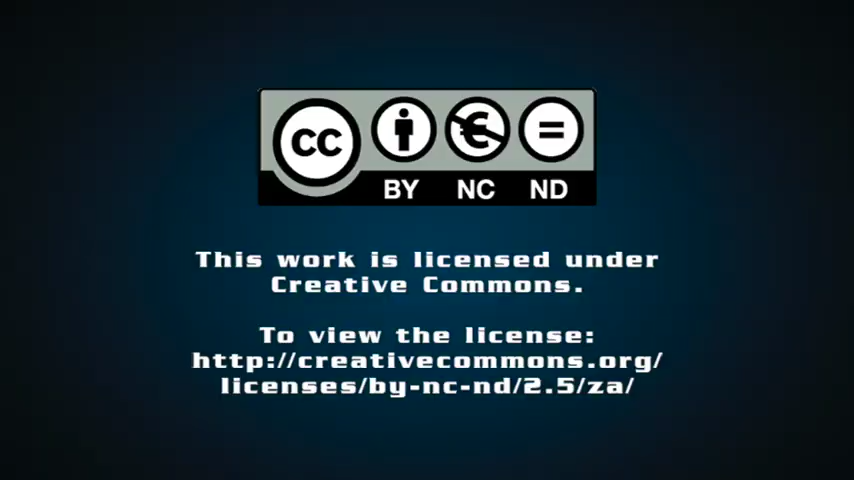 CC
BY NC ND
This work is licensed under
Creative Commons.
To view the license:
http://creativecommons.org/
licenses/by-nc-nd/2.5/za/